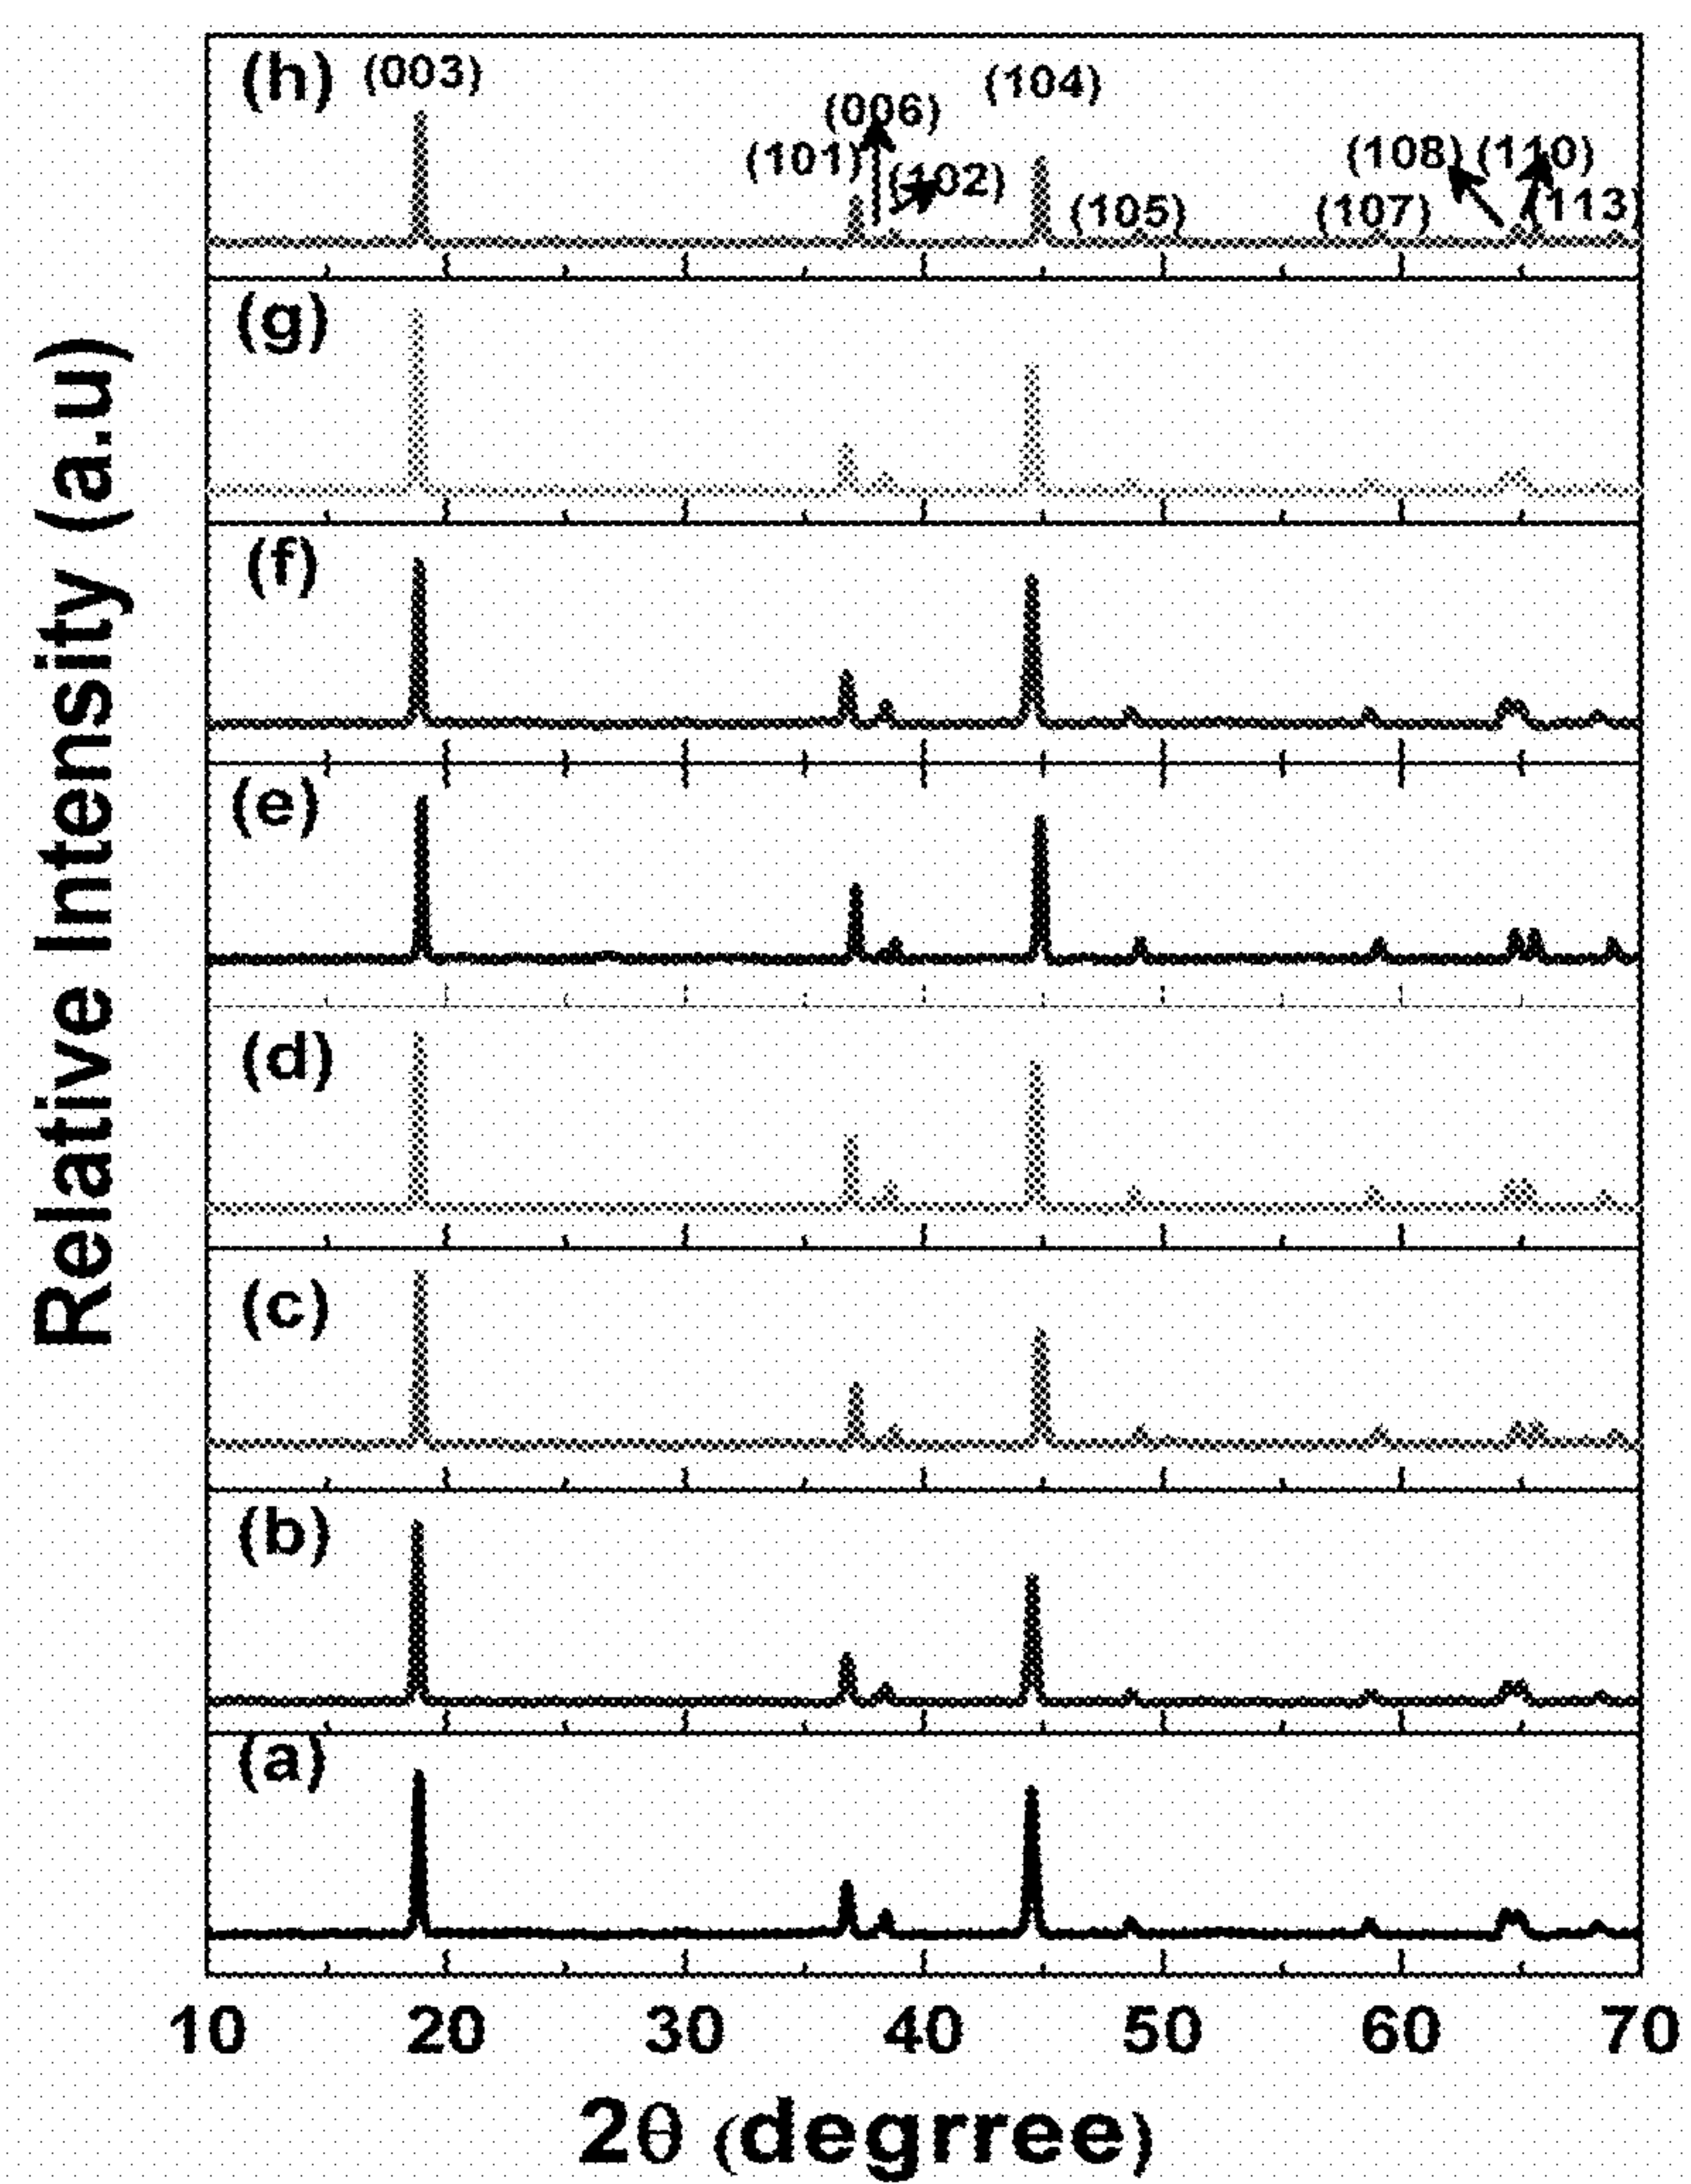 (h) (003) (104)
(006)
(101) (102) (108) (110)
(105) (107) (113)
(g)
(f)
(e)
(d)
(c)
(b)
(a)
Relative Intensity (a.u)
10 20 30 40 50 60 70
2θ (degrree)